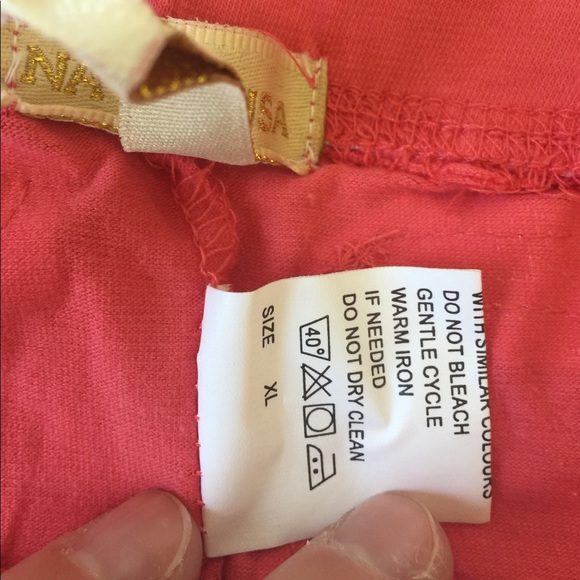 NA
ISA
WITH SIMILAR COLOURS
DO NOT BLEACH
GENTLE CYCLE
WARM IRON
IF NEEDED
DO NOT DRY CLEAN
40°
SIZE XL